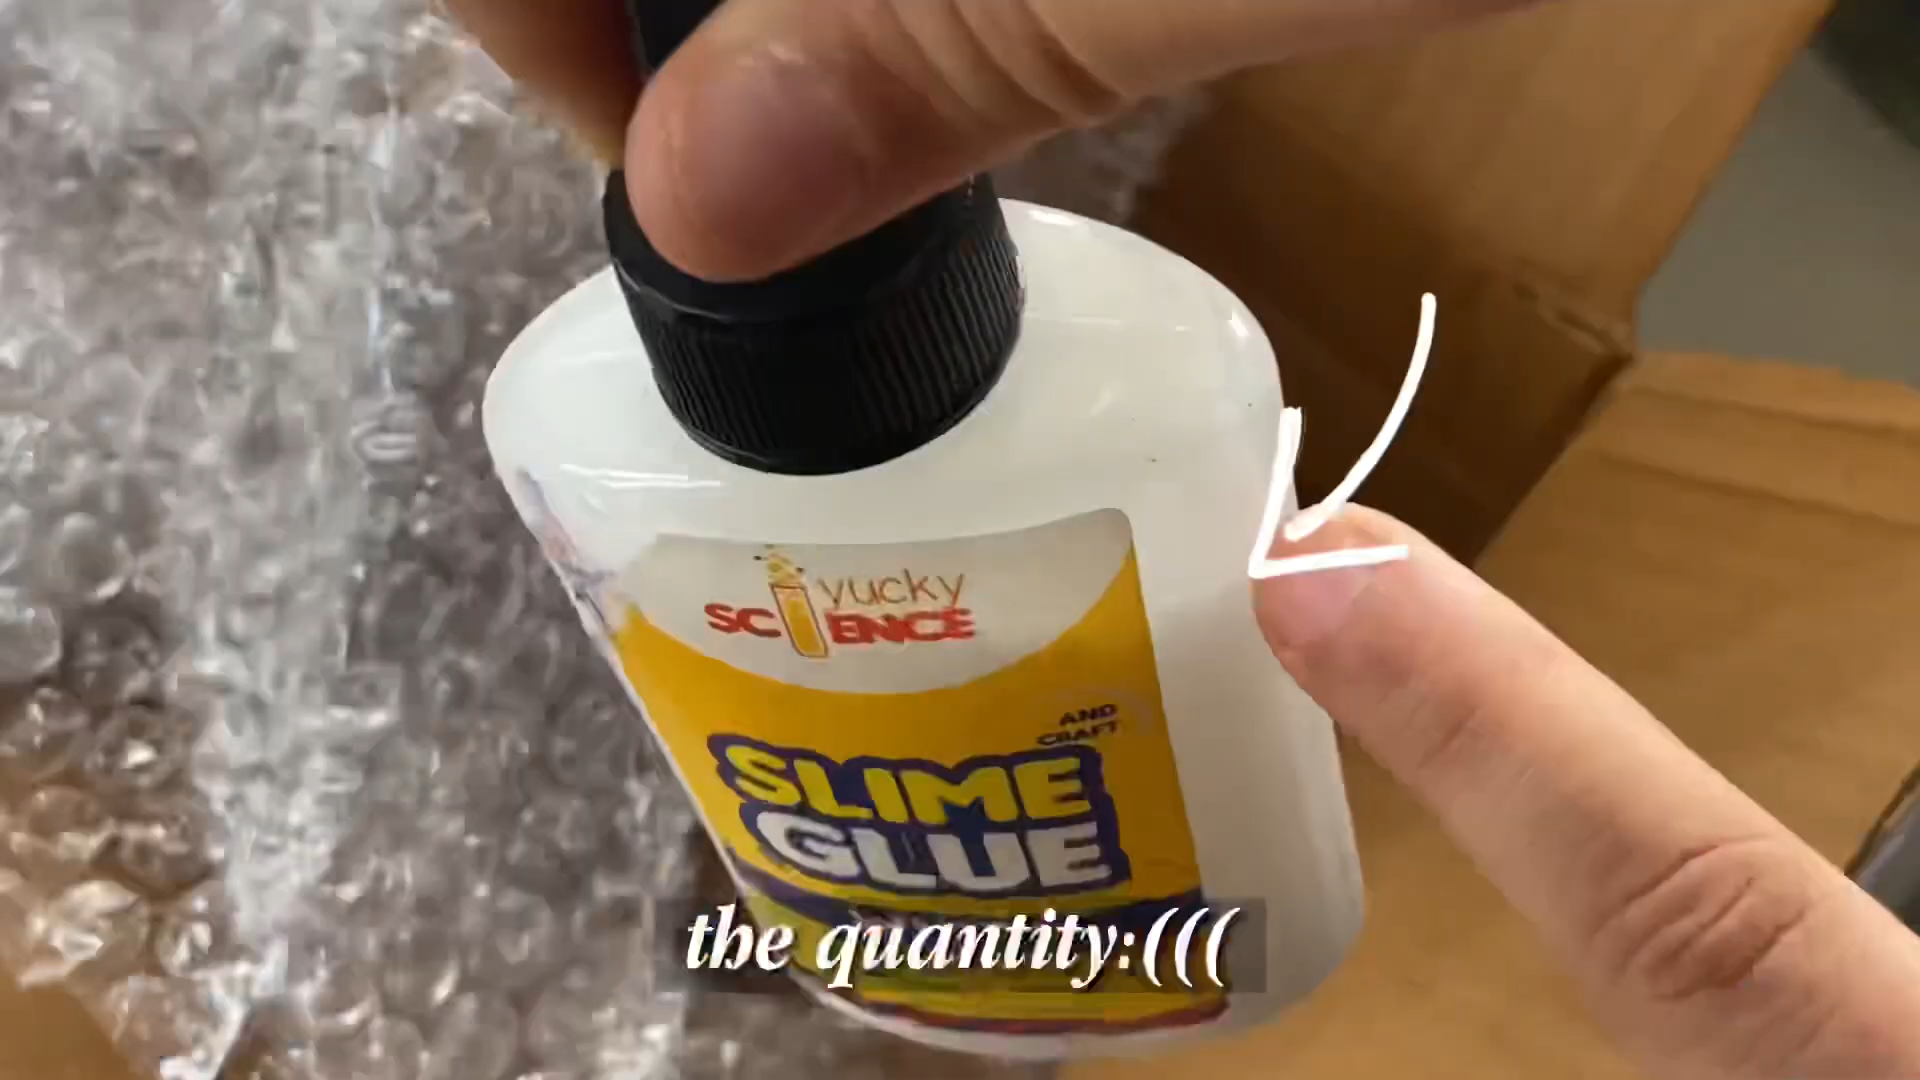 yucky
SCIENCE
AND
CRAFT
SLIME
GLUE
the quantity:(((